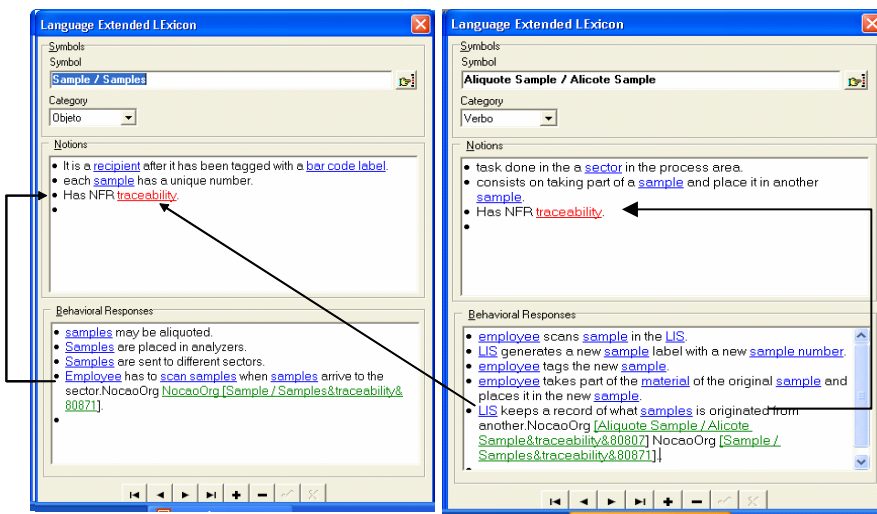 Language Extended LExicon
Symbols
Symbol
Sample / Samples
Category
Objeto
Notions
It is a recipient after it has been tagged with a bar code label.
each sample has a unique number.
Has NFR traceability.
Behavioral Responses
samples may be aliquoted.
Samples are placed in analyzers.
Samples are sent to different sectors.
Employee has to scan samples when samples arrive to the
sector.NocaoOrg NocaoOrg [Sample / Samples&traceability&
80871].
Language Extended LExicon
Symbols
Symbol
Aliquote Sample / Alicote Sample
Category
Verbo
Notions
task done in the a sector in the process area.
consists on taking part of a sample and place it in another
sample.
Has NFR traceability.
Behavioral Responses
employee scans sample in the LIS.
LIS generates a new sample label with a new sample number.
employee tags the new sample.
employee takes part of the material of the original sample and
places it in the new sample.
LIS keeps a record of what samples is originated from
another.NocaoOrg [Aliquote Sample / Alicote
Sample&traceability&80807] NocaoOrg [Sample /
Samples&traceability&80871].